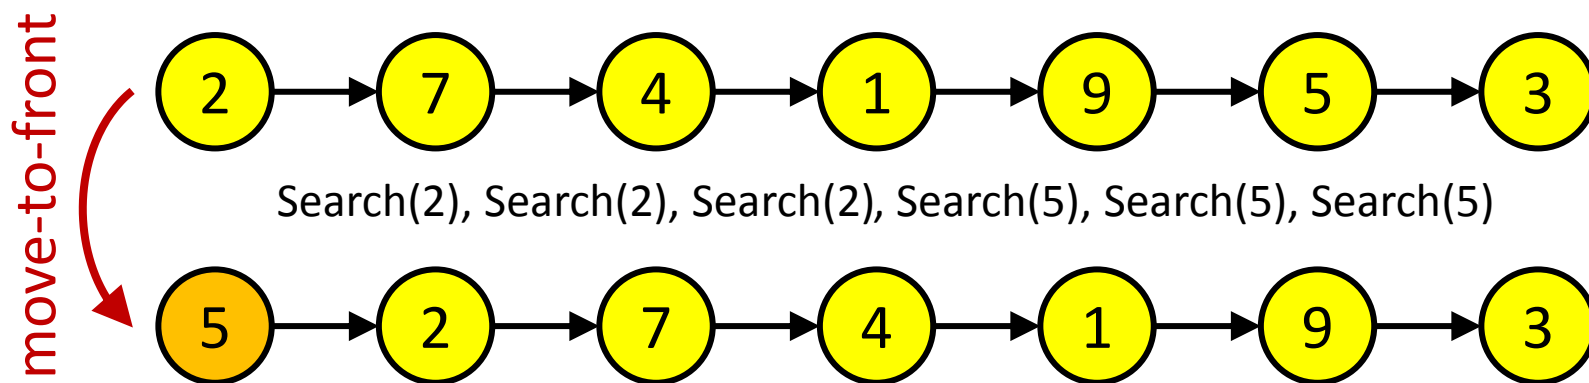 move-to-front
2 7 4 1 9 5 3
Search(2), Search(2), Search(2), Search(5), Search(5), Search(5)
5 2 7 4 1 9 3